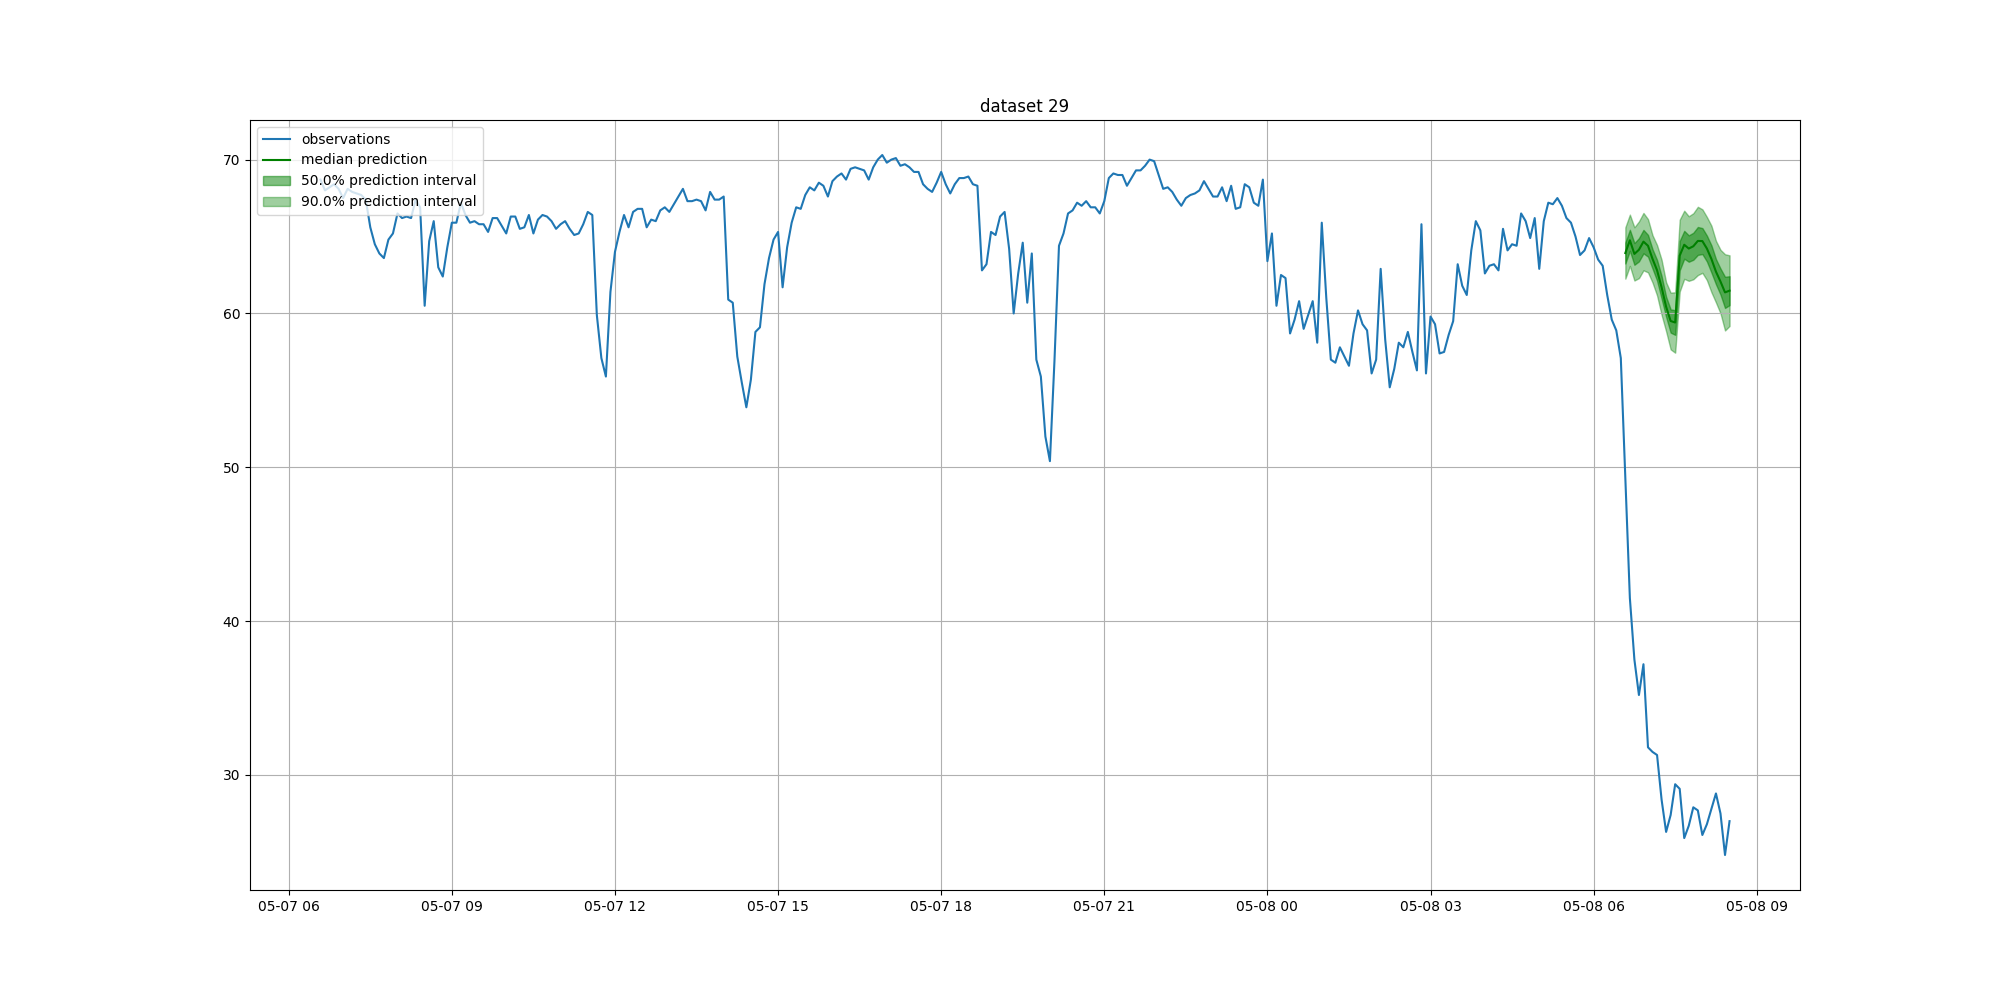 dataset 29
observations
median prediction
50.0% prediction interval
90.0% prediction interval
70
60
50
40
30
05-07 06 05-07 09 05-07 12 05-07 15 05-07 18 05-07 21 05-08 00 05-08 03 05-08 06 05-08 09